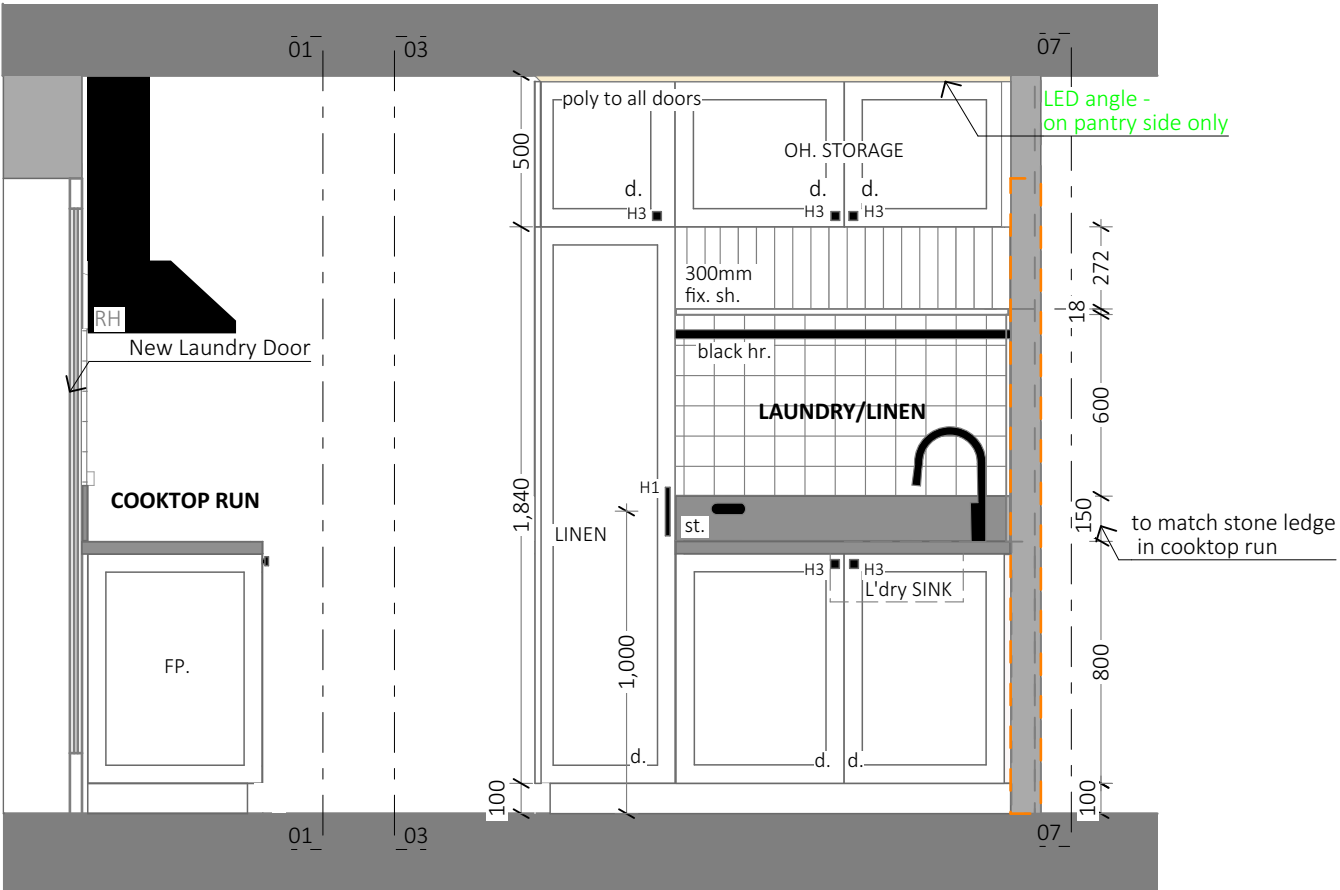 01
03
07
LED angle -
on pantry side only
poly to all doors
500
OH. STORAGE
d.
d.
d.
H3
H3
H3
300mm
fix. sh.
272
18
RH
New Laundry Door
black hr.
600
LAUNDRY/LINEN
COOKTOP RUN
H1
1,840
LINEN
st.
150
to match stone ledge
in cooktop run
H3
H3
L'dry SINK
FP.
1,000
800
d.
d.
d.
100
100
01
03
07